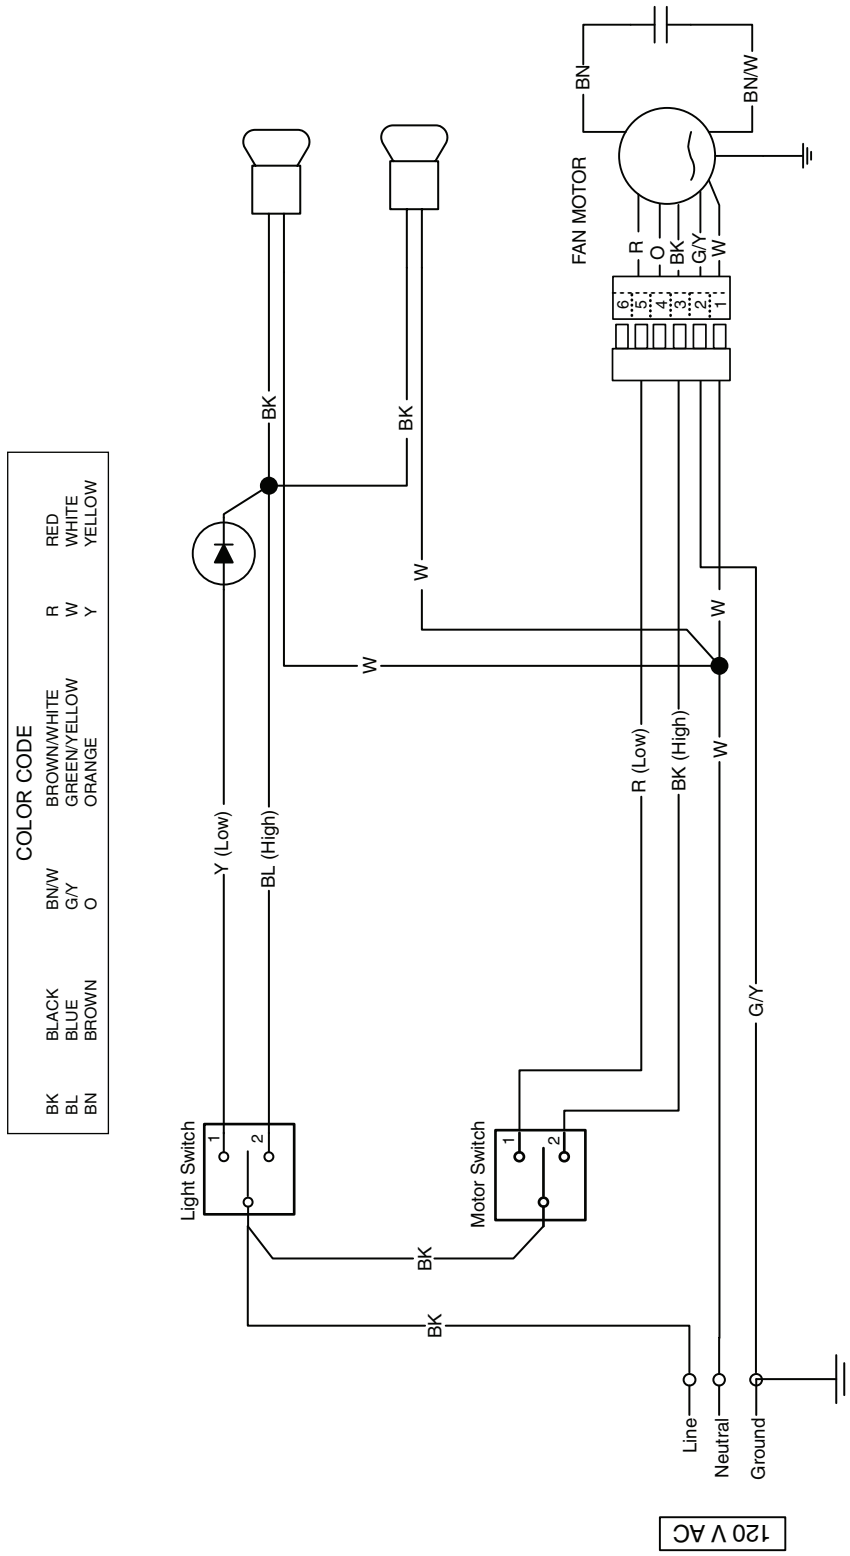 COLOR CODE
BK BLACK BN/W BROWN/WHITE R RED
BL BLUE G/Y GREEN/YELLOW W WHITE
BN BROWN O ORANGE Y YELLOW
Light Switch
1
2
Y (Low)
BL (High)
BK
BK
W
W
BK
BK
Motor Switch
1
2
R (Low)
BK (High)
W
W
G/Y
6
5
4
3
2
1
R
O
BK
G/Y
W
FAN MOTOR
BN
BN/W
Line
Neutral
Ground
120 V AC